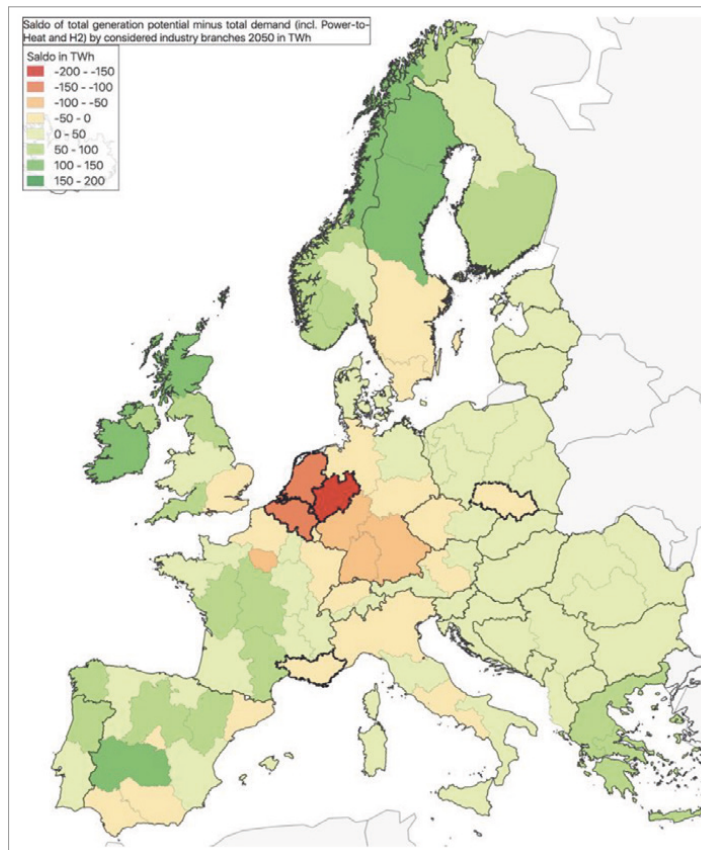 Saldo of total generation potential minus total demand (incl. Power-to-
Heat and H2) by considered industry branches 2050 in TWh
Saldo in TWh
-200 - -150
-150 - -100
-100 - -50
-50 - 0
0 - 50
50 - 100
100 - 150
150 - 200